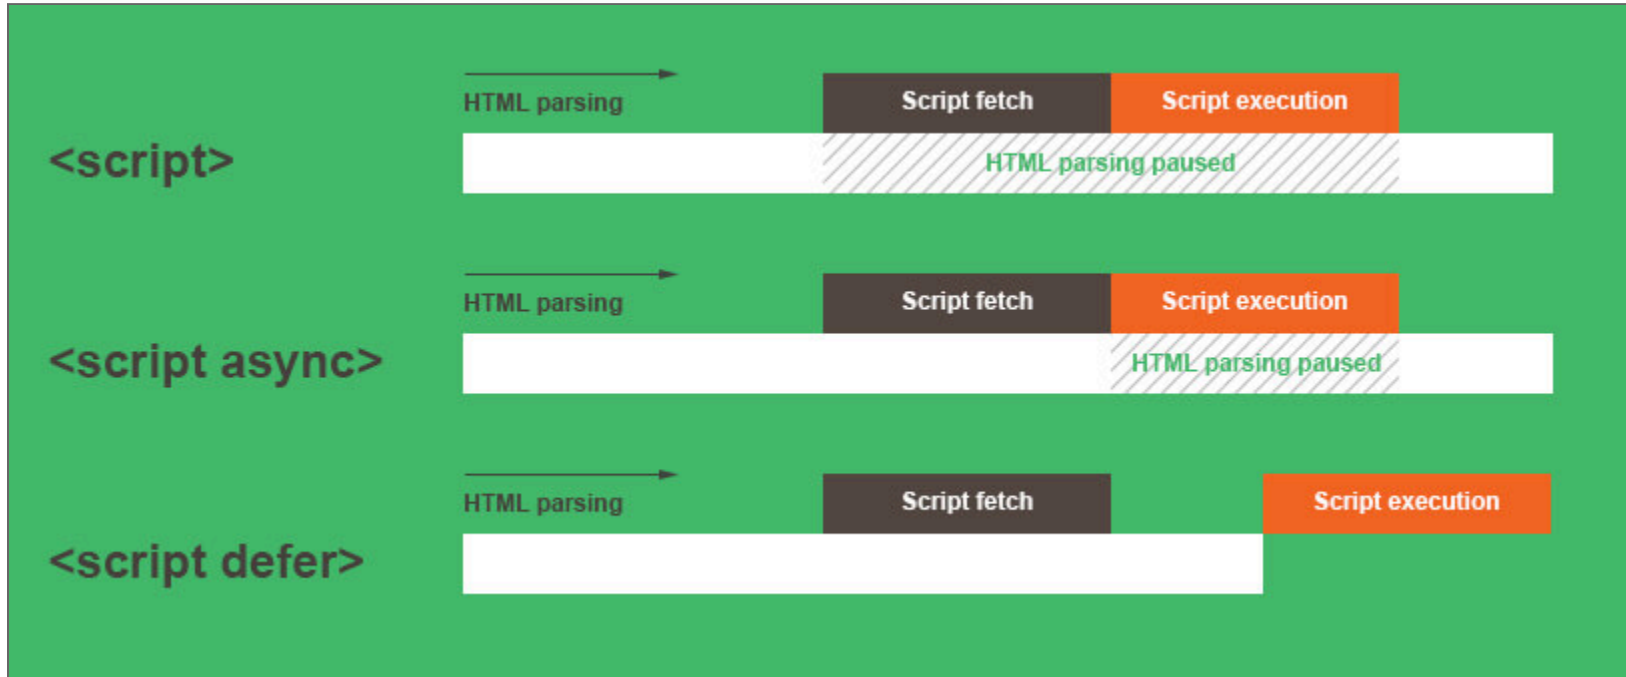 HTML parsing
Script fetch
Script execution
<script>
HTML parsing paused
HTML parsing
Script fetch
Script execution
<script async>
HTML parsing paused
HTML parsing
Script fetch
Script execution
<script defer>